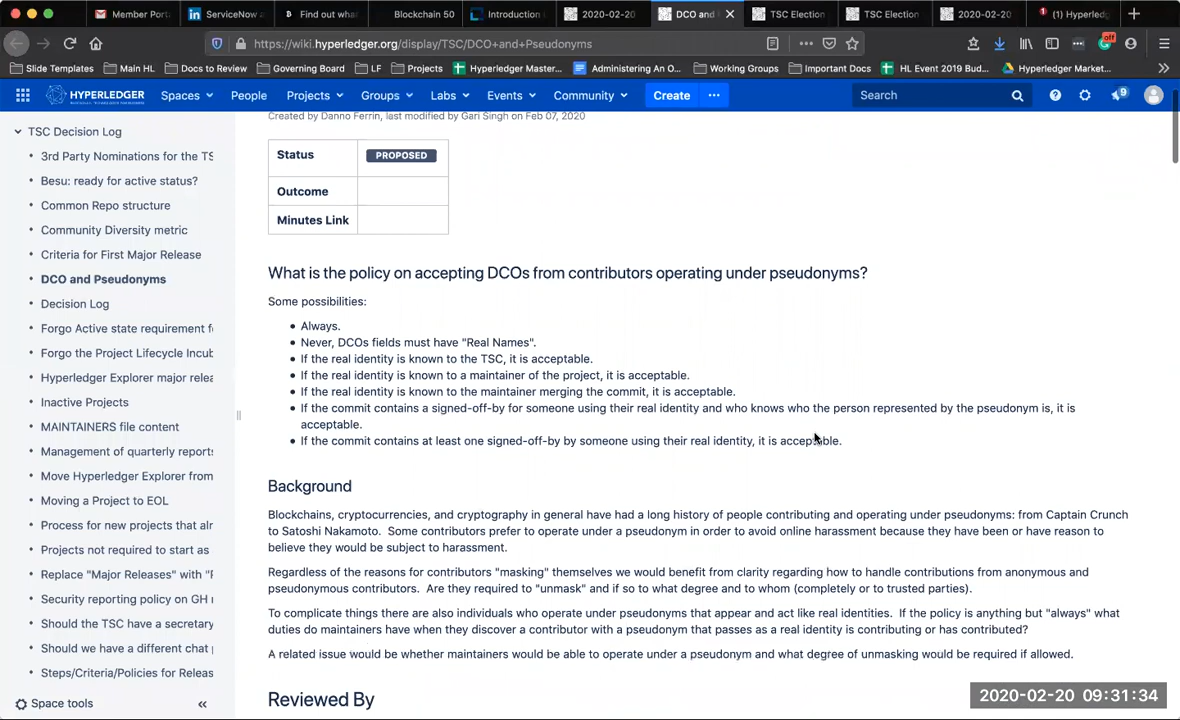 Member Port
ServiceNow a
Find out wha
Blockchain 50
Introduction
2020-02-20
DCO and
TSC Election
TSC Election
2020-02-20
(1) Hyperledg
https://wiki.hyperledger.org/display/TSC/DCO+and+Pseudonyms
off
Slide Templates
Main HL
Docs to Review
Governing Board
LF
Projects
Hyperledger Master...
Administering An O...
Working Groups
Important Docs
HL Event 2019 Bud...
Hyperledger Market...
HYPERLEDGER
Spaces
People
Projects
Groups
Labs
Events
Community
Create
Search
9
TSC Decision Log
3rd Party Nominations for the TS
Besu: ready for active status?
Common Repo structure
Community Diversity metric
Criteria for First Major Release
DCO and Pseudonyms
Decision Log
Forgo Active state requirement f
Forgo the Project Lifecycle Incub
Hyperledger Explorer major relea
Inactive Projects
MAINTAINERS file content
Management of quarterly reports
Move Hyperledger Explorer from
Moving a Project to EOL
Process for new projects that alr
Projects not required to start as
Replace "Major Releases" with "F
Security reporting policy on GH r
Should the TSC have a secretary
Should we have a different chat
Steps/Criteria/Policies for Releas
Space tools
Created by Danno Ferrin, last modified by Gari Singh on Feb 07, 2020
Status PROPOSED
Outcome
Minutes Link
What is the policy on accepting DCOs from contributors operating under pseudonyms?
Some possibilities:
• Always.
• Never, DCOs fields must have "Real Names".
• If the real identity is known to the TSC, it is acceptable.
• If the real identity is known to a maintainer of the project, it is acceptable.
• If the real identity is known to the maintainer merging the commit, it is acceptable.
• If the commit contains a signed-off-by for someone using their real identity and who knows who the person represented by the pseudonym is, it is
acceptable.
• If the commit contains at least one signed-off-by by someone using their real identity, it is acceptable.
Background
Blockchains, cryptocurrencies, and cryptography in general have had a long history of people contributing and operating under pseudonyms: from Captain Crunch
to Satoshi Nakamoto. Some contributors prefer to operate under a pseudonym in order to avoid online harassment because they have been or have reason to
believe they would be subject to harassment.
Regardless of the reasons for contributors "masking" themselves we would benefit from clarity regarding how to handle contributions from anonymous and
pseudonymous contributors. Are they required to "unmask" and if so to what degree and to whom (completely or to trusted parties).
To complicate things there are also individuals who operate under pseudonyms that appear and act like real identities. If the policy is anything but "always" what
duties do maintainers have when they discover a contributor with a pseudonym that passes as a real identity is contributing or has contributed?
A related issue would be whether maintainers would be able to operate under a pseudonym and what degree of unmasking would be required if allowed.
Reviewed By
2020-02-20 09:31:34